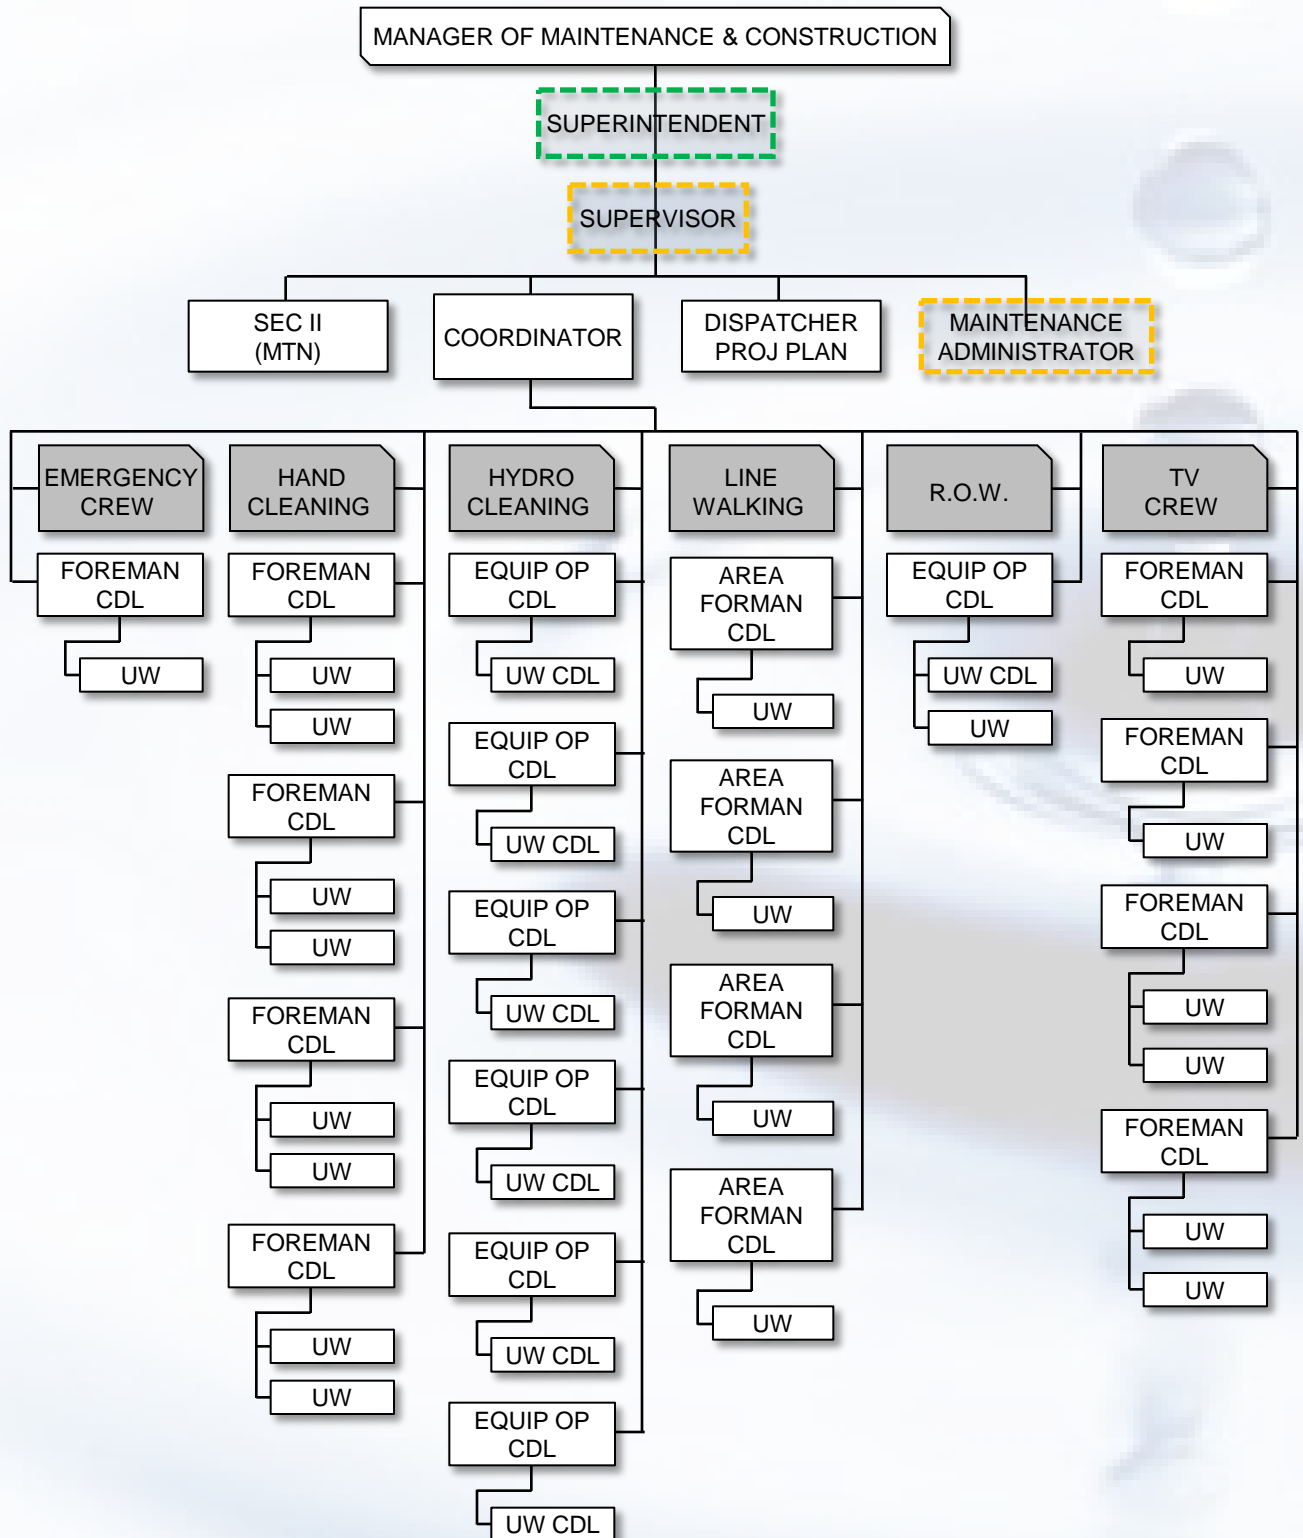 MANAGER OF MAINTENANCE & CONSTRUCTION
SUPERINTENDENT
SUPERVISOR
SEC II
(MTN)
COORDINATOR
DISPATCHER
PROJ PLAN
MAINTENANCE
ADMINISTRATOR
EMERGENCY
CREW
FOREMAN
CDL
UW
HAND
CLEANING
FOREMAN
CDL
UW
UW
FOREMAN
CDL
UW
UW
FOREMAN
CDL
UW
UW
FOREMAN
CDL
UW
UW
HYDRO
CLEANING
EQUIP OP
CDL
UW CDL
EQUIP OP
CDL
UW CDL
EQUIP OP
CDL
UW CDL
EQUIP OP
CDL
UW CDL
EQUIP OP
CDL
UW CDL
EQUIP OP
CDL
UW CDL
LINE
WALKING
AREA
FORMAN
CDL
UW
AREA
FORMAN
CDL
UW
AREA
FORMAN
CDL
UW
AREA
FORMAN
CDL
UW
R.O.W.
EQUIP OP
CDL
UW CDL
UW
TV
CREW
FOREMAN
CDL
UW
FOREMAN
CDL
UW
FOREMAN
CDL
UW
UW
FOREMAN
CDL
UW
UW